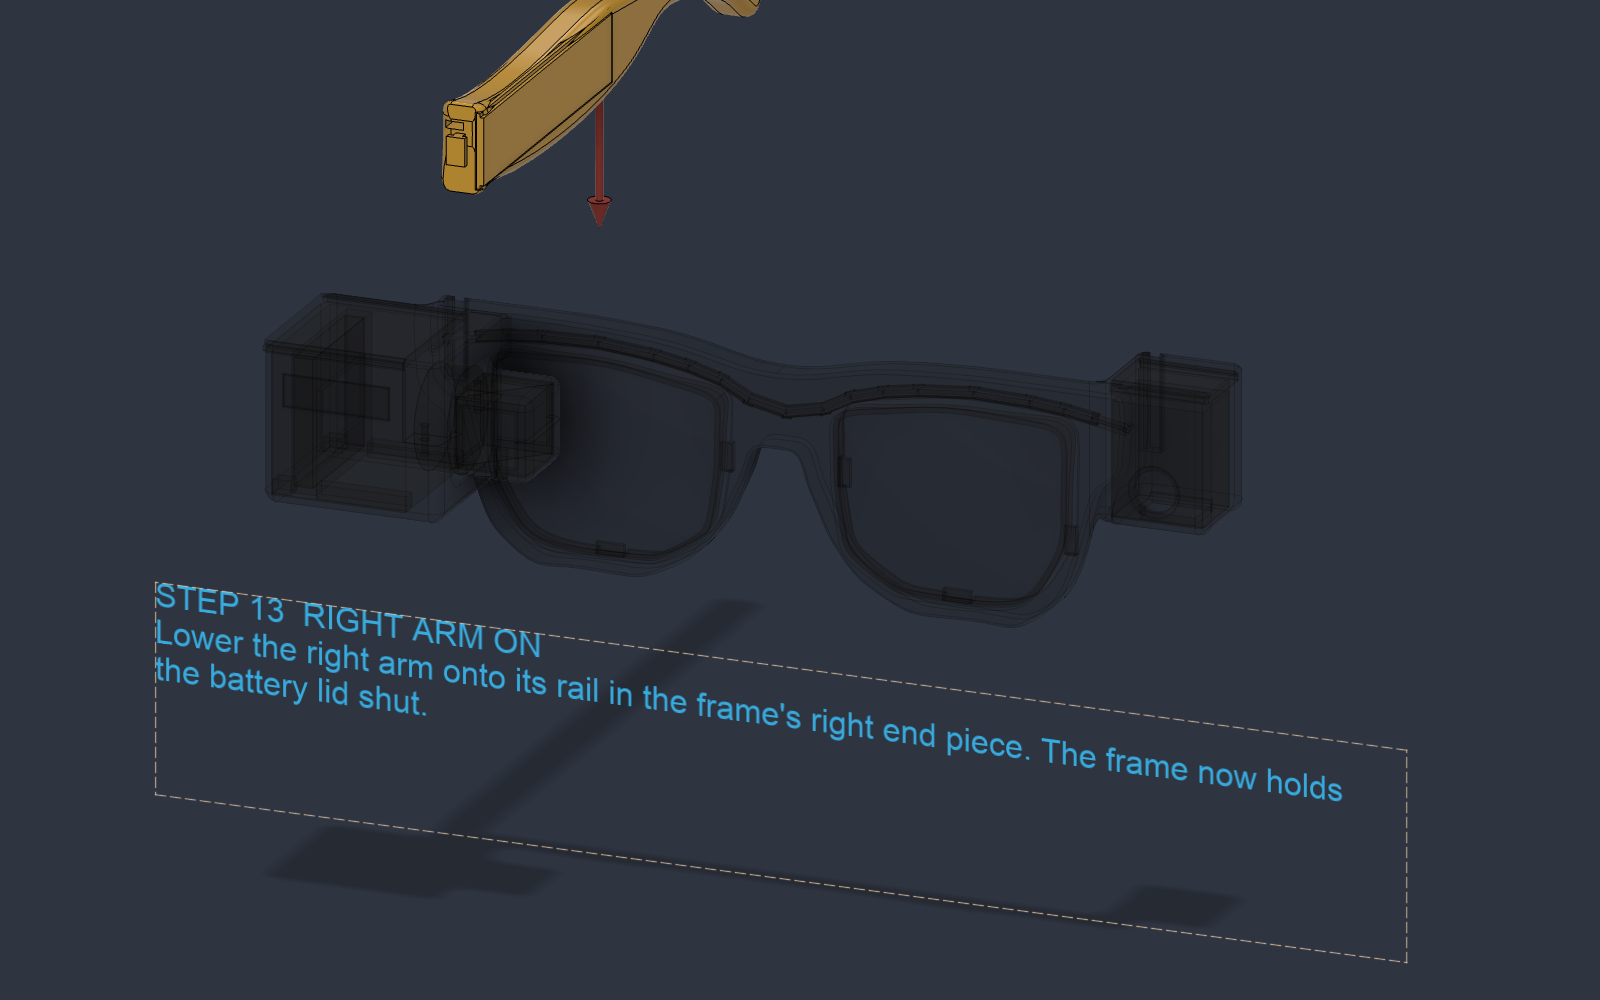 STEP 13  RIGHT ARM ON
Lower the right arm onto its rail in the frame's right end piece. The frame now holds
the battery lid shut.